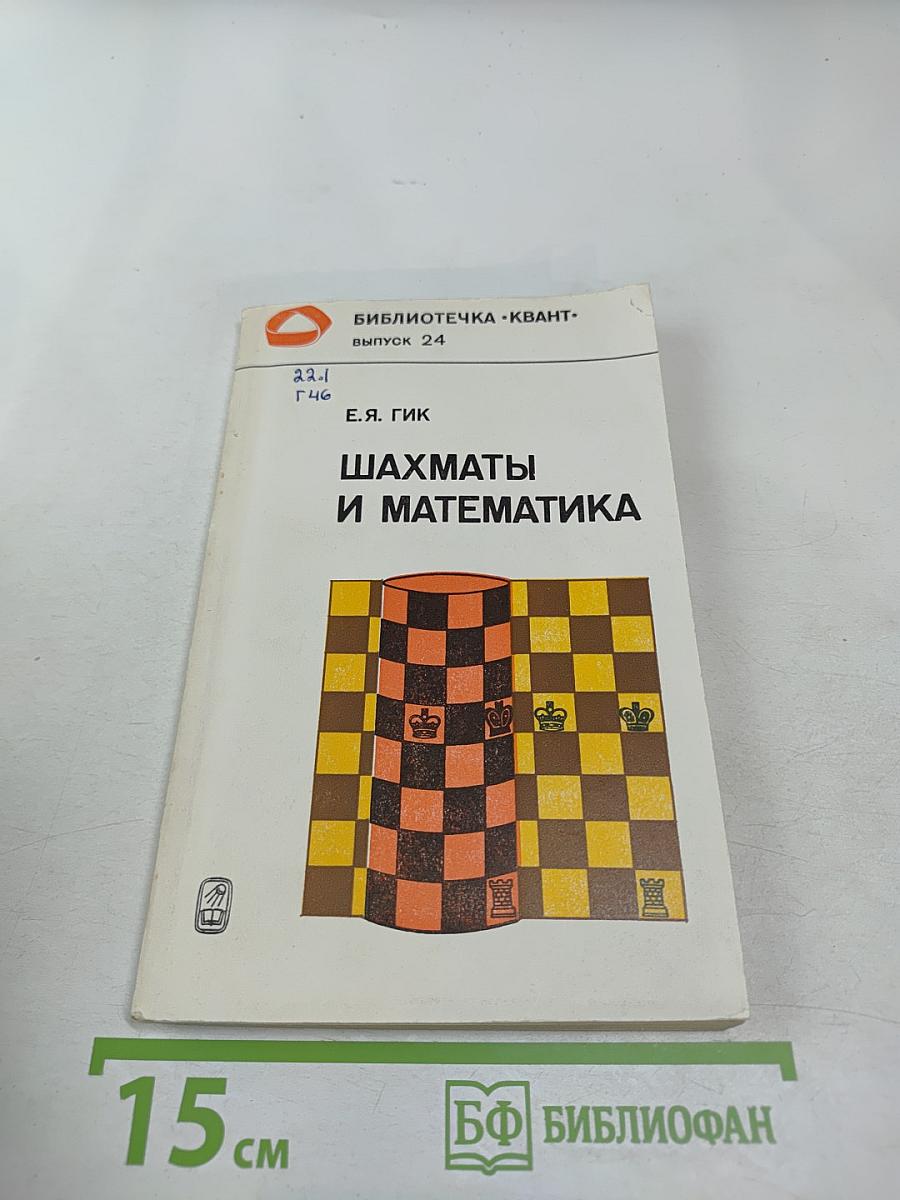 БИБЛИОТЕЧКА •КВАНТ•
ВЫПУСК 24
22.1
Г46
Е.Я. ГИК
ШАХМАТЫ
И МАТЕМАТИКА
15 см
БФ БИБЛИОФАН